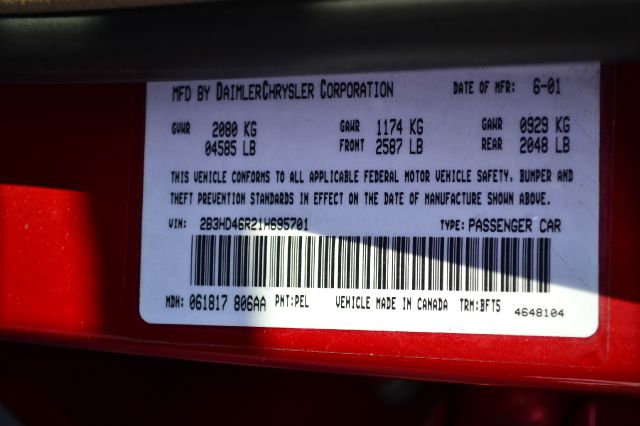 MFD BY DAIMLERCHRYSLER CORPORATION DATE OF MFR: 6-01
GVWR 2080 KG GAWR 1174 KG GAWR 0929 KG
04585 LB FRONT 2587 LB REAR 2048 LB
THIS VEHICLE CONFORMS TO ALL APPLICABLE FEDERAL MOTOR VEHICLE SAFETY, BUMPER AND
THEFT PREVENTION STANDARDS IN EFFECT ON THE DATE OF MANUFACTURE SHOWN ABOVE.
VIN: 2B3HD46R21H695701 TYPE: PASSENGER CAR
MDH: 061817 806AA PNT:PEL VEHICLE MADE IN CANADA TRM:BFT5 4648104